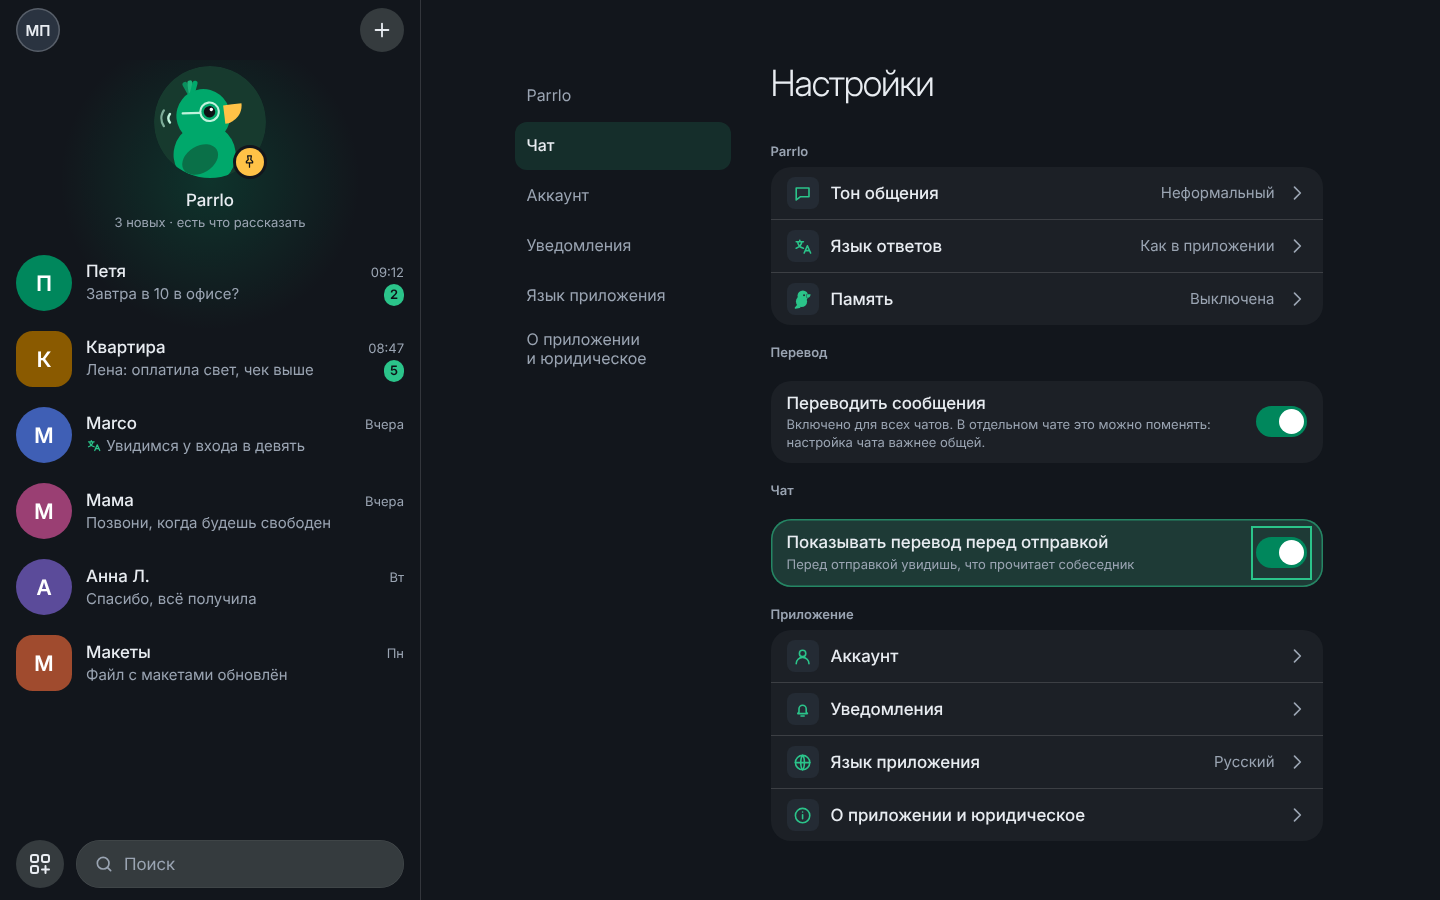 МП
Parrlo
3 новых · есть что рассказать
П
Петя
09:12
Завтра в 10 в офисе?
2
К
Квартира
08:47
Лена: оплатила свет, чек выше
5
M
Marco
Вчера
Увидимся у входа в девять
М
Мама
Вчера
Позвони, когда будешь свободен
А
Анна Л.
Вт
Спасибо, всё получила
М
Макеты
Пн
Файл с макетами обновлён
Поиск
Parrlo
Чат
Аккаунт
Уведомления
Язык приложения
О приложении
и юридическое
Настройки
Parrlo
Тон общения
Неформальный
Язык ответов
Как в приложении
Память
Выключена
Перевод
Переводить сообщения
Включено для всех чатов. В отдельном чате это можно поменять:
настройка чата важнее общей.
Чат
Показывать перевод перед отправкой
Перед отправкой увидишь, что прочитает собеседник
Приложение
Аккаунт
Уведомления
Язык приложения
Русский
О приложении и юридическое